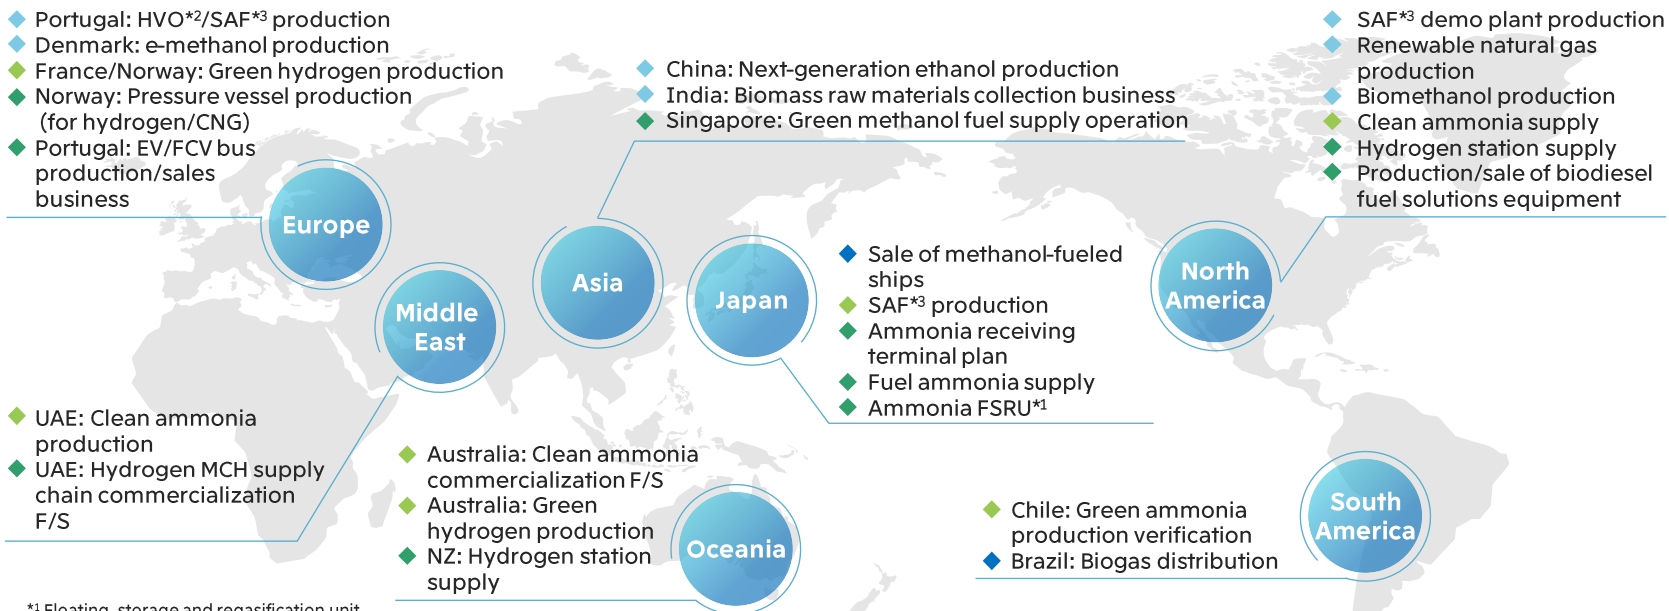 Portugal: HVO*2/SAF*3 production
Denmark: e-methanol production
France/Norway: Green hydrogen production
Norway: Pressure vessel production
(for hydrogen/CNG)
Portugal: EV/FCV bus
production/sales
business
Europe
China: Next-generation ethanol production
India: Biomass raw materials collection business
Singapore: Green methanol fuel supply operation
Asia
SAF*3 demo plant production
Renewable natural gas
production
Biomethanol production
Clean ammonia supply
Hydrogen station supply
Production/sale of biodiesel
fuel solutions equipment
North
America
Middle
East
UAE: Clean ammonia
production
UAE: Hydrogen MCH supply
chain commercialization
F/S
Japan
Sale of methanol-fueled
ships
SAF*3 production
Ammonia receiving
terminal plan
Fuel ammonia supply
Ammonia FSRU*1
Australia: Clean ammonia
commercialization F/S
Australia: Green
hydrogen production
NZ: Hydrogen station
supply
Oceania
Chile: Green ammonia
production verification
Brazil: Biogas distribution
South
America
*1 Floating, storage and regasification unit